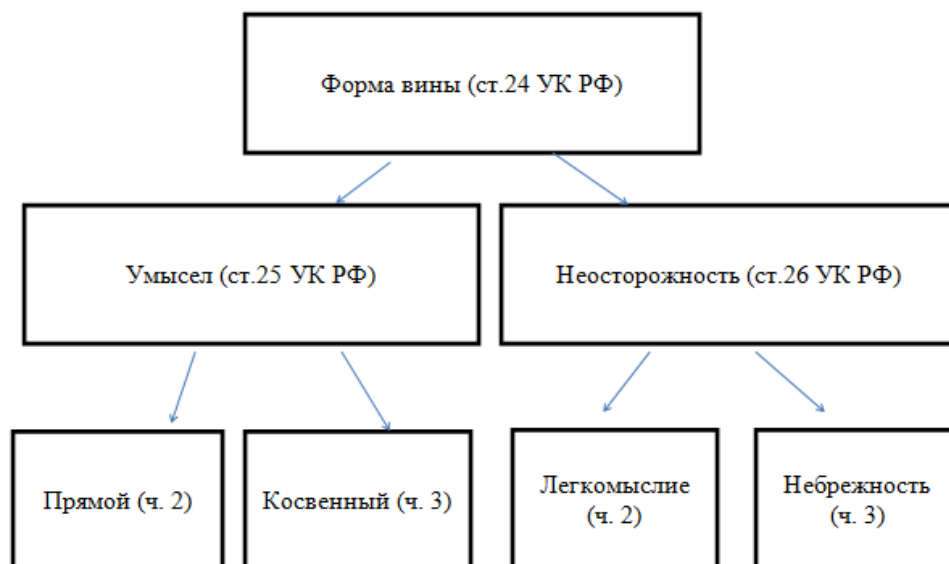 Форма вины (ст.24 УК РФ)
Умысел (ст.25 УК РФ)
Неосторожность (ст.26 УК РФ)
Прямой (ч. 2)
Косвенный (ч. 3)
Легкомыслие
(ч. 2)
Небрежность
(ч. 3)